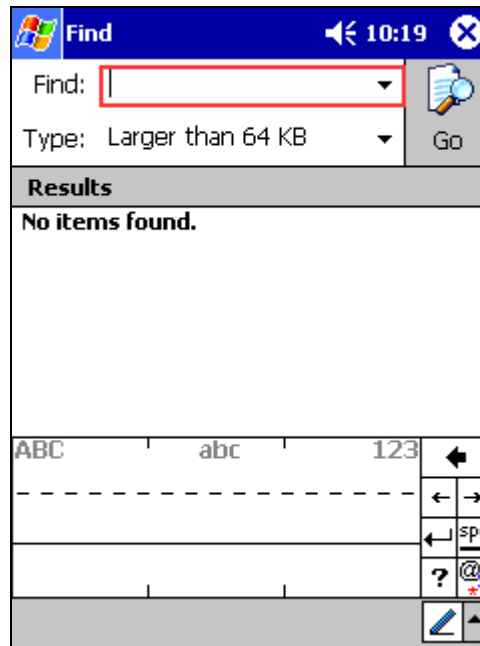 Find 10:19
Find:
Type: Larger than 64 KB
Go
Results
No items found.
ABC abc 123
?
@
*